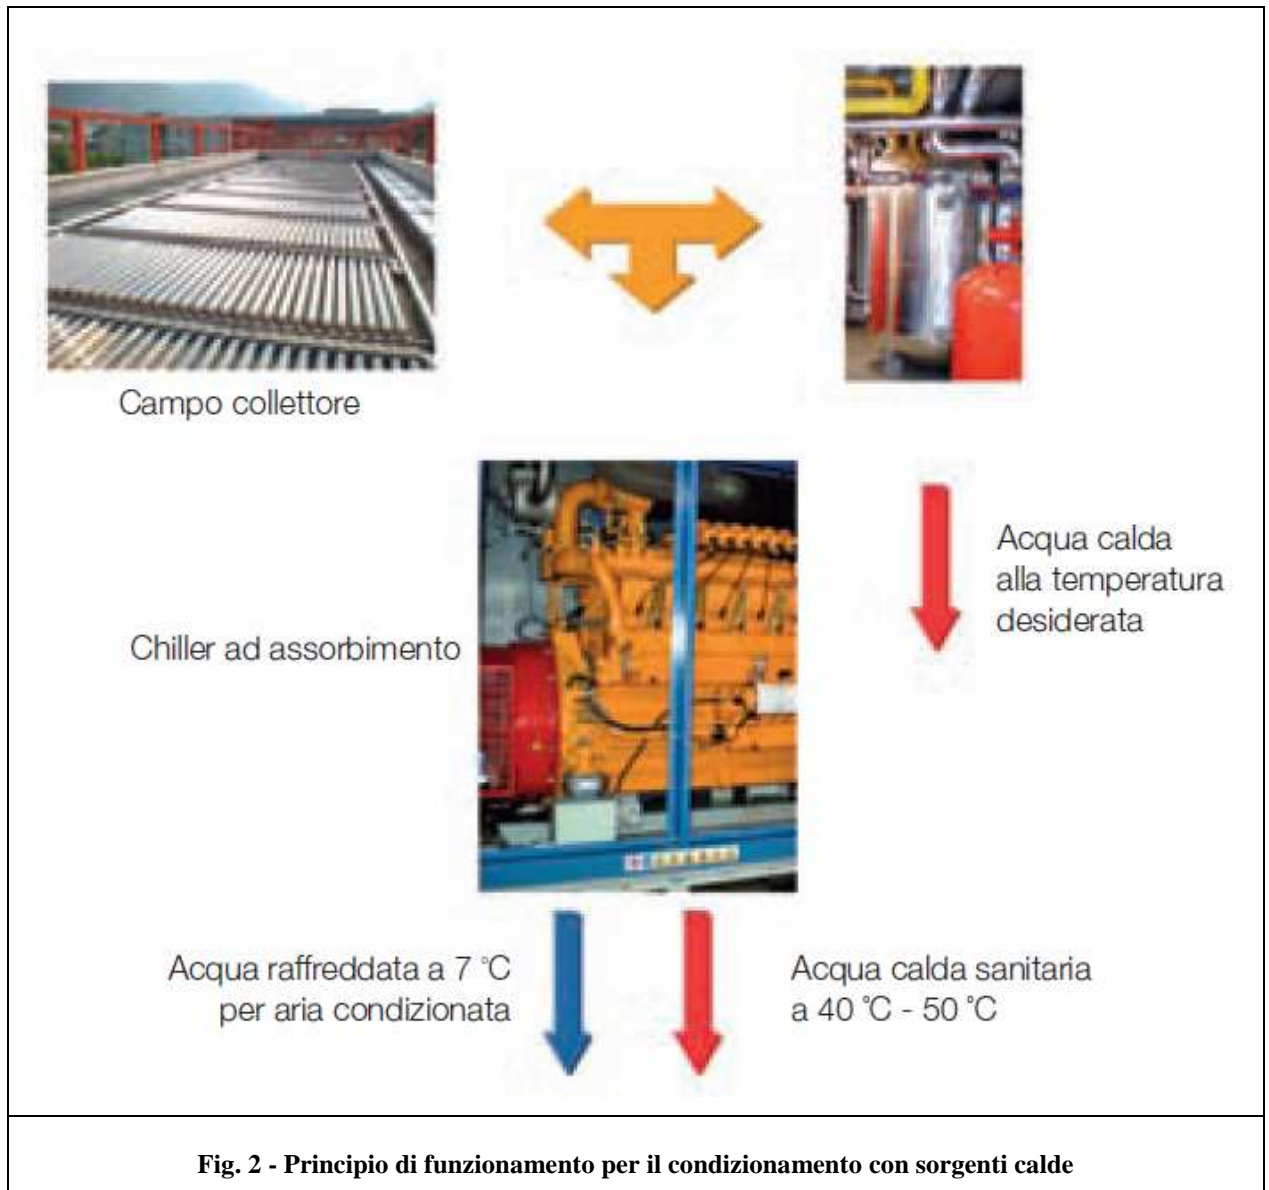 Campo collettore
Acqua calda
alla temperatura
desiderata
Chiller ad assorbimento
Acqua raffreddata a 7 °C
per aria condizionata
Acqua calda sanitaria
a 40 °C - 50 °C
Fig. 2 - Principio di funzionamento per il condizionamento con sorgenti calde